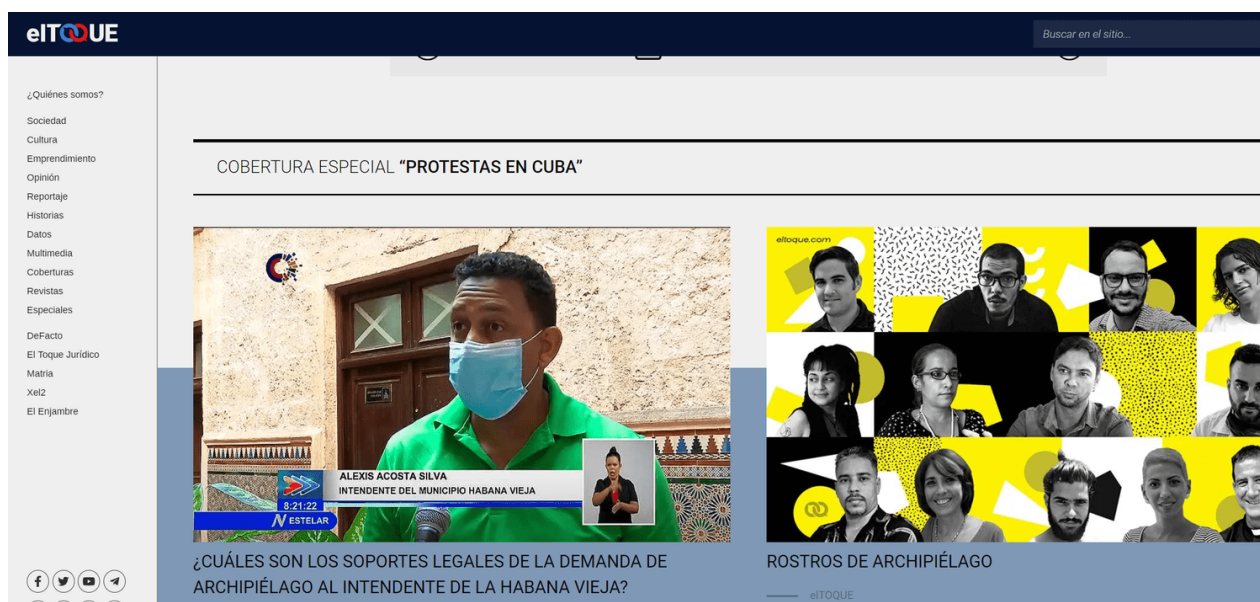 elTOQUE
Buscar en el sitio...
¿Quiénes somos?
Sociedad
Cultura
Emprendimiento
Opinión
Reportaje
Historias
Datos
Multimedia
Coberturas
Revistas
Especiales
DeFacto
El Toque Jurídico
Matria
Xel2
El Enjambre
COBERTURA ESPECIAL “PROTESTAS EN CUBA”
ALEXIS ACOSTA SILVA
INTENDENTE DEL MUNICIPIO HABANA VIEJA
8:21:22
N ESTELAR
¿CUÁLES SON LOS SOPORTES LEGALES DE LA DEMANDA DE
ARCHIPIÉLAGO AL INTENDENTE DE LA HABANA VIEJA?
eltoque.com
ROSTROS DE ARCHIPIÉLAGO
elTOQUE